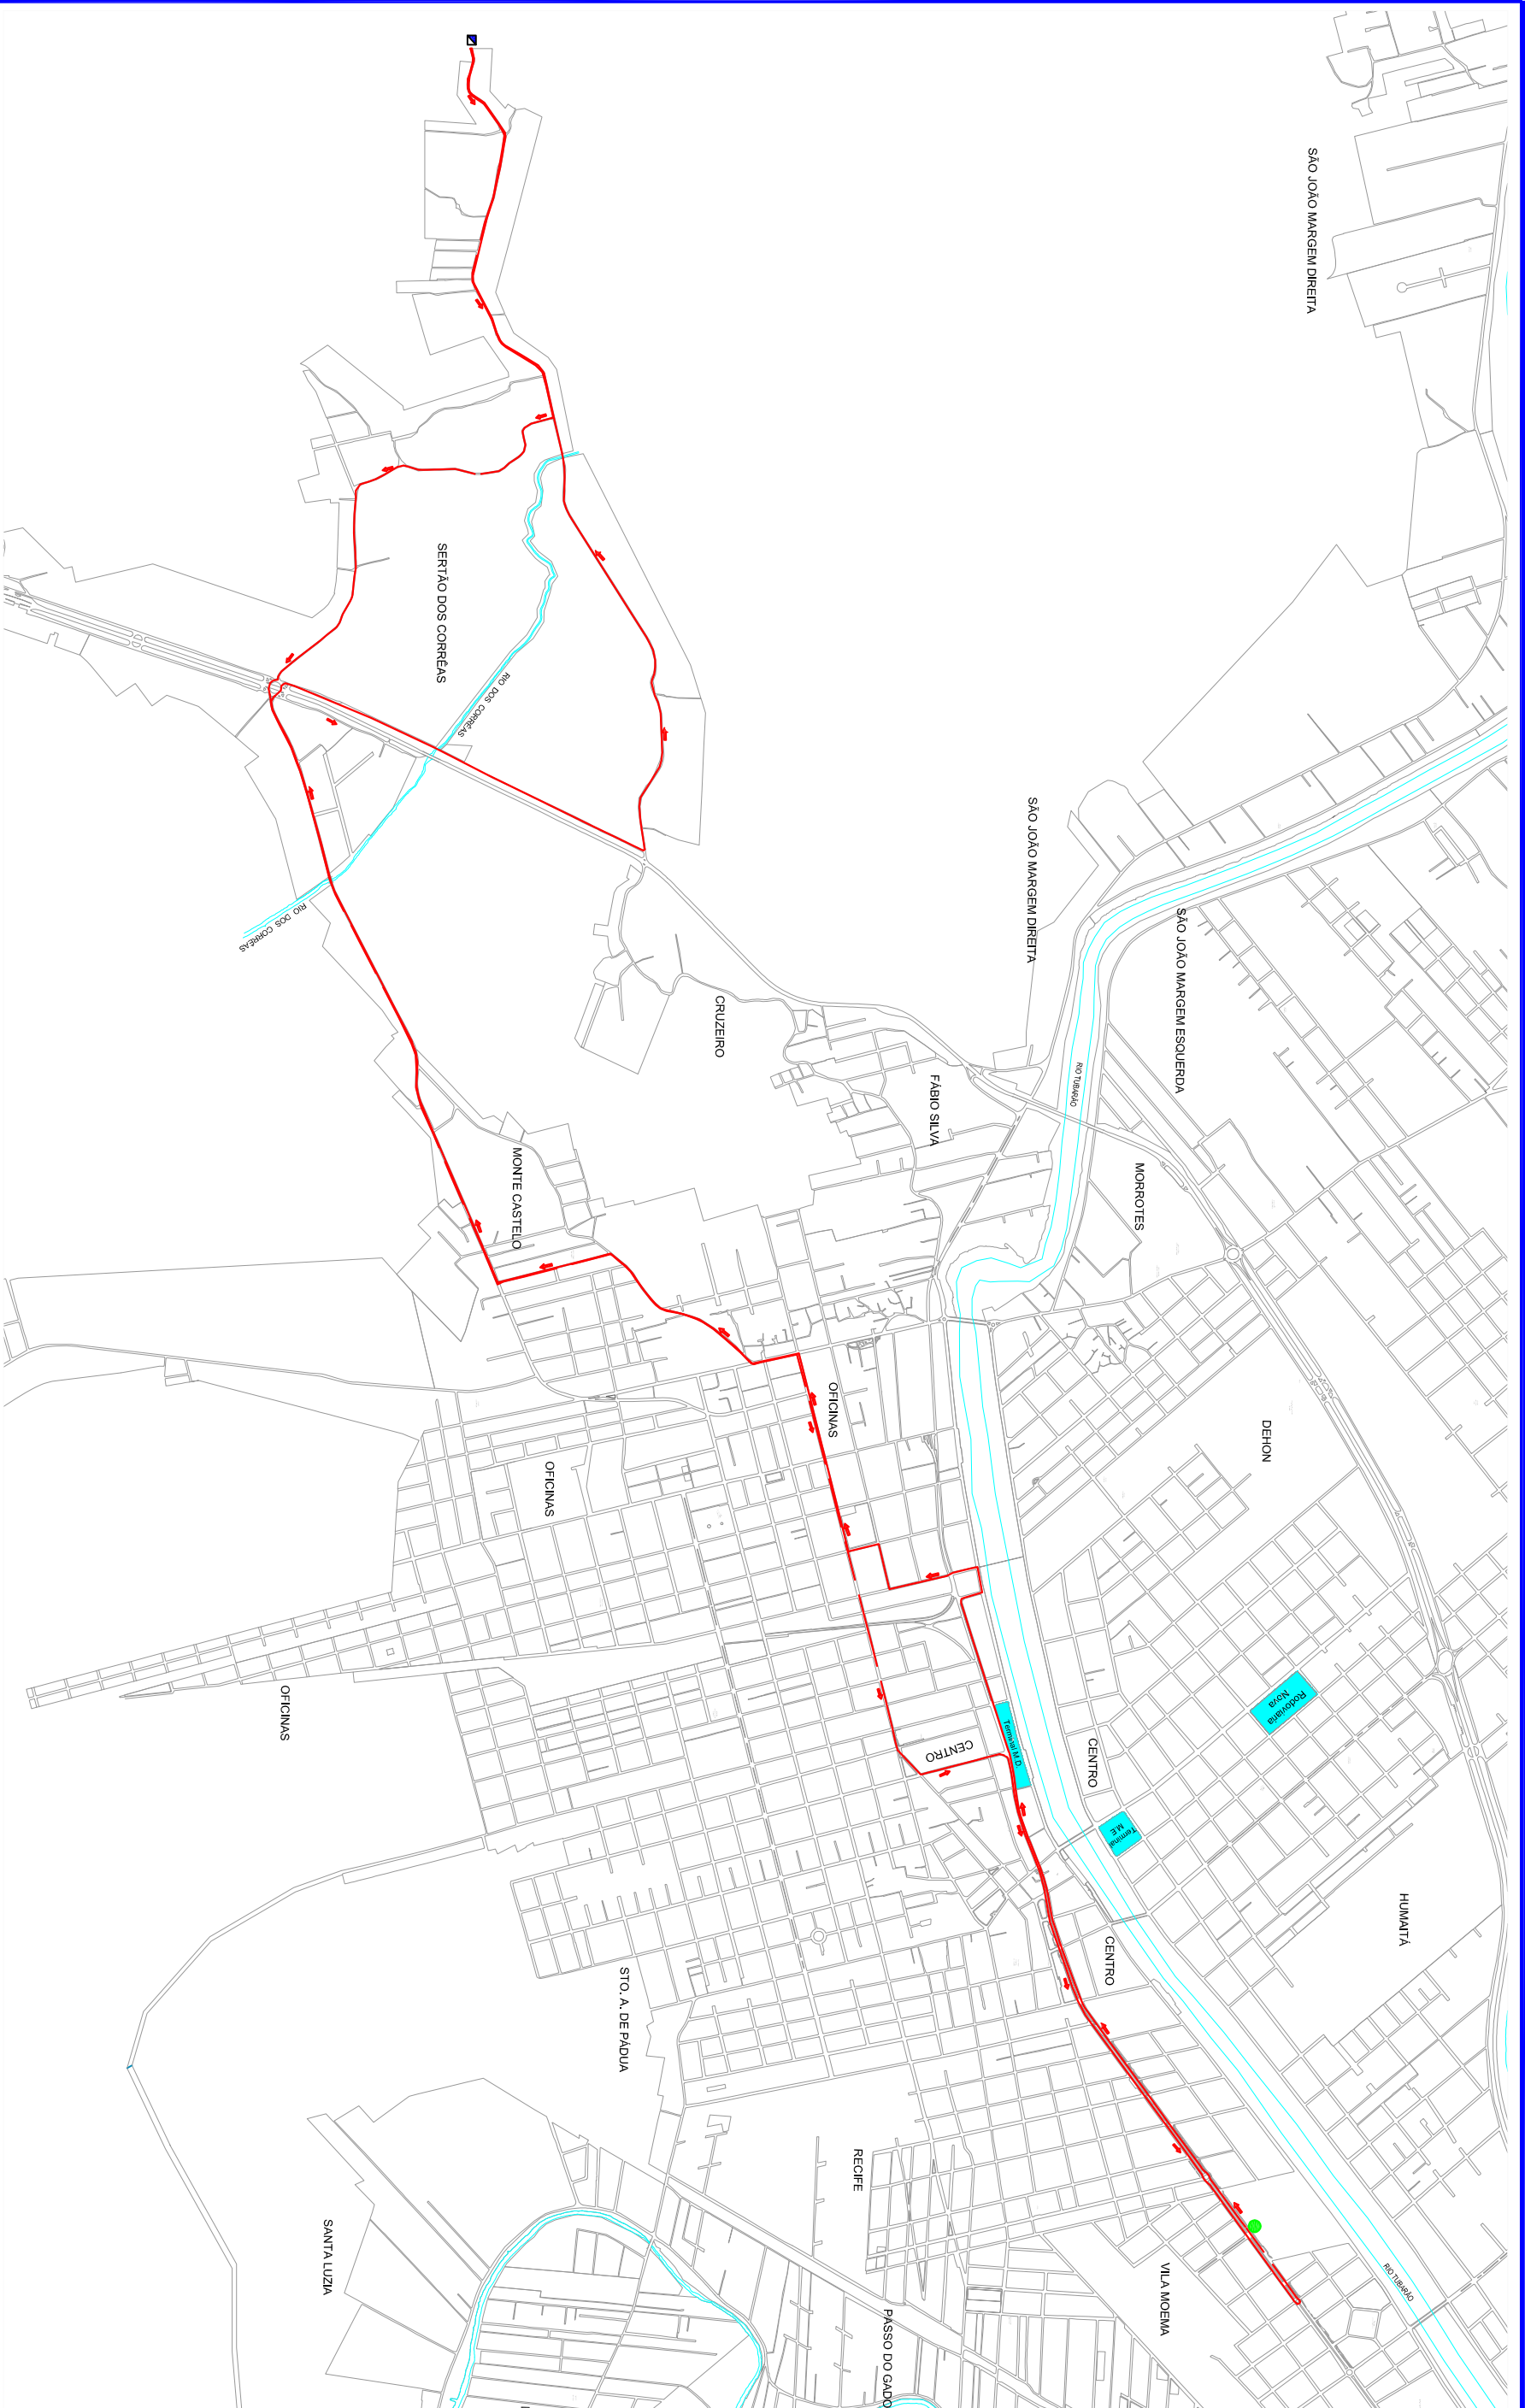 SÃO JOÃO MARGEM DIREITA
SERTÃO DOS CORRÊAS
RIO DOS CORRÊAS
RIO DOS CORRÊAS
SÃO JOÃO MARGEM DIREITA
SÃO JOÃO MARGEM ESQUERDA
CRUZEIRO
FÁBIO SILVA
RIO TUBARÃO
MORROTES
MONTE CASTELO
OFICINAS
DEHON
OFICINAS
OFICINAS
Rodoviaria
Nova
CENTRO
Terminal M.D.
CENTRO
Terminal
M.E
HUMAITÁ
CENTRO
STO. A. DE PÁDUA
RECIFE
SANTA LUZIA
VILA MOEMA
RIO TUBARÃO
PASSO DO GADO